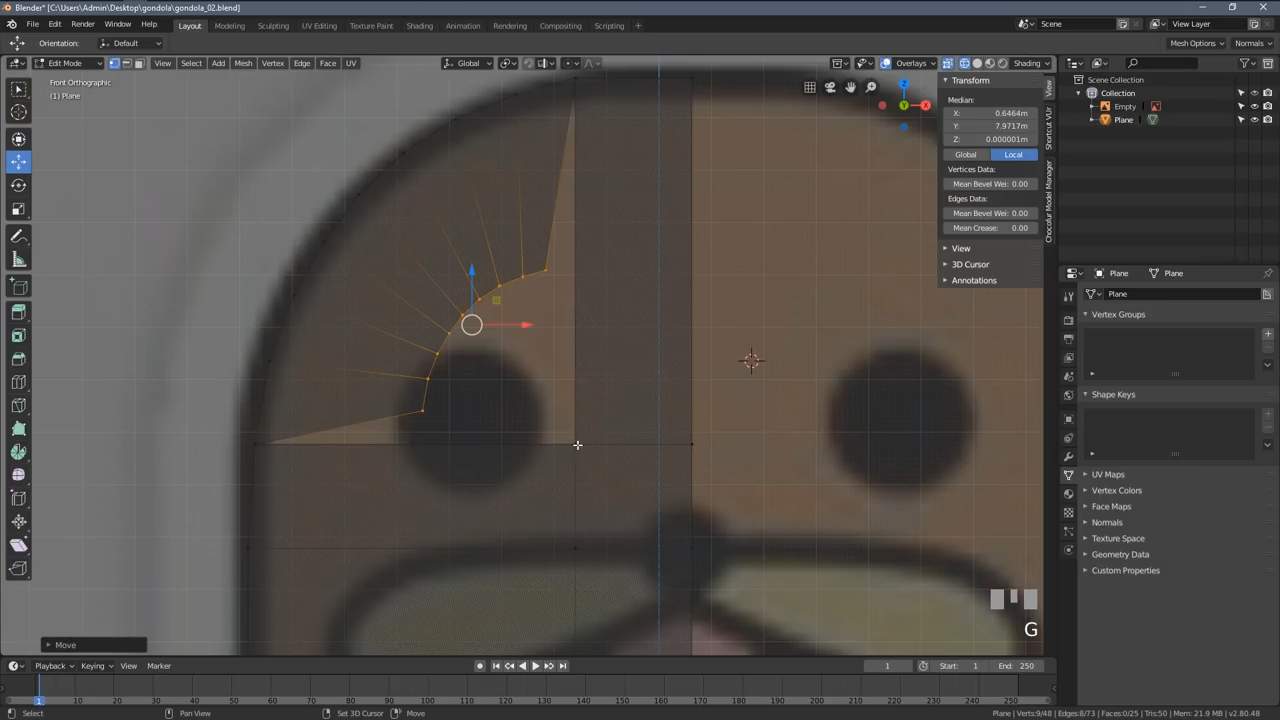 Blender* [C:\Users\Admin\Desktop\gondola\gondola_02.blend]
File Edit Render Window Help Layout Modeling Sculpting UV Editing Texture Paint Shading Animation Rendering Compositing Scripting + Scene View Layer
Orientation: Default Mesh Options Normals
Edit Mode View Select Add Mesh Vertex Edge Face UV Global Overlays Shading
Front Orthographic
(1) Plane
Transform
Median:
X: 0.6464m
Y: 7.9717m
Z: 0.000001m
Global Local
Vertices Data:
Mean Bevel Wei: 0.00
Edges Data:
Mean Bevel Wei: 0.00
Mean Crease: 0.00
View
3D Cursor
Annotations
View
Shortcut VUr
Chocofur Model Manager
Z
Y
X
Scene Collection
Collection
Empty
Plane
Plane Plane
Plane
Vertex Groups
Shape Keys
UV Maps
Vertex Colors
Face Maps
Normals
Texture Space
Geometry Data
Custom Properties
G
Move
Playback Keying View Marker 1 Start: 1 End: 250
1 10 20 30 40 50 60 70 80 90 100 110 120 130 140 150 160 170 180 190 200 210 220 230 240 250
Select Pan View Set 3D Cursor Move Plane | Verts:9/48 | Edges:8/73 | Faces:0/25 | Tris:50 | Mem: 21.9 MB | v2.80.48